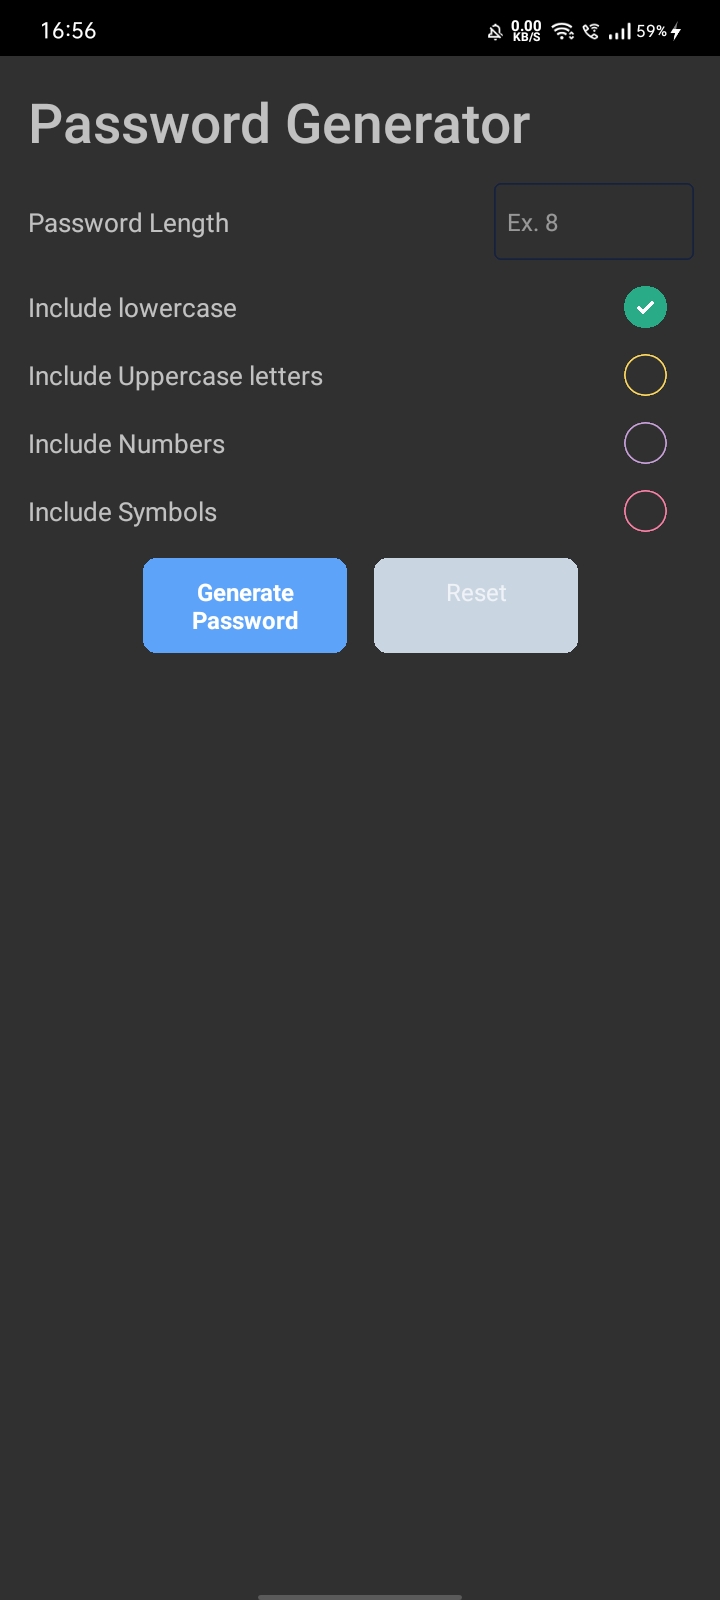 16:56
0.00
KB/S
59%
Password Generator
Password Length
Ex. 8
Include lowercase
Include Uppercase letters
Include Numbers
Include Symbols
Generate
Password
Reset